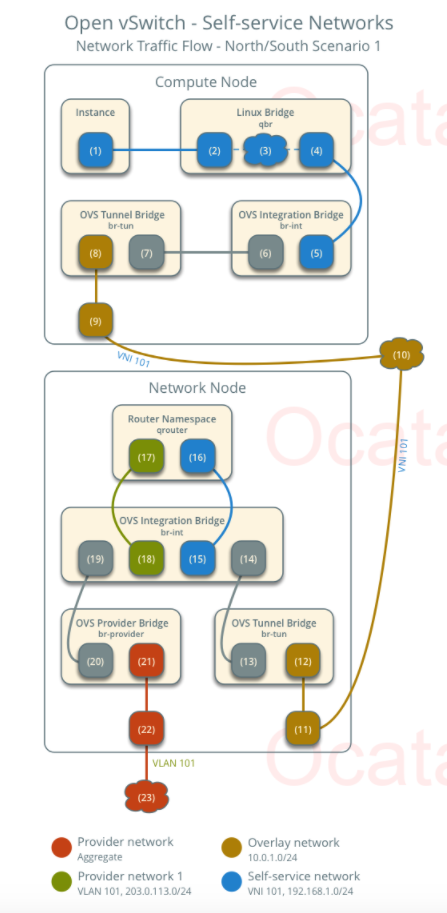 Open vSwitch - Self-service Networks
Network Traffic Flow - North/South Scenario 1
Compute Node
Instance
(1)
Linux Bridge
qbr
(2) (3) (4)
OVS Tunnel Bridge
br-tun
(8) (7)
OVS Integration Bridge
br-int
(6) (5)
(9)
VNI 101
(10)
VNI 101
Network Node
Router Namespace
qrouter
(17) (16)
OVS Integration Bridge
br-int
(19) (18) (15) (14)
OVS Provider Bridge
br-provider
(20) (21)
OVS Tunnel Bridge
br-tun
(13) (12)
(22)
(11)
VLAN 101
(23)
Provider network
Aggregate
Overlay network
10.0.1.0/24
Provider network 1
VLAN 101, 203.0.113.0/24
Self-service network
VNI 101, 192.168.1.0/24
Ocata
Ocata
Ocata